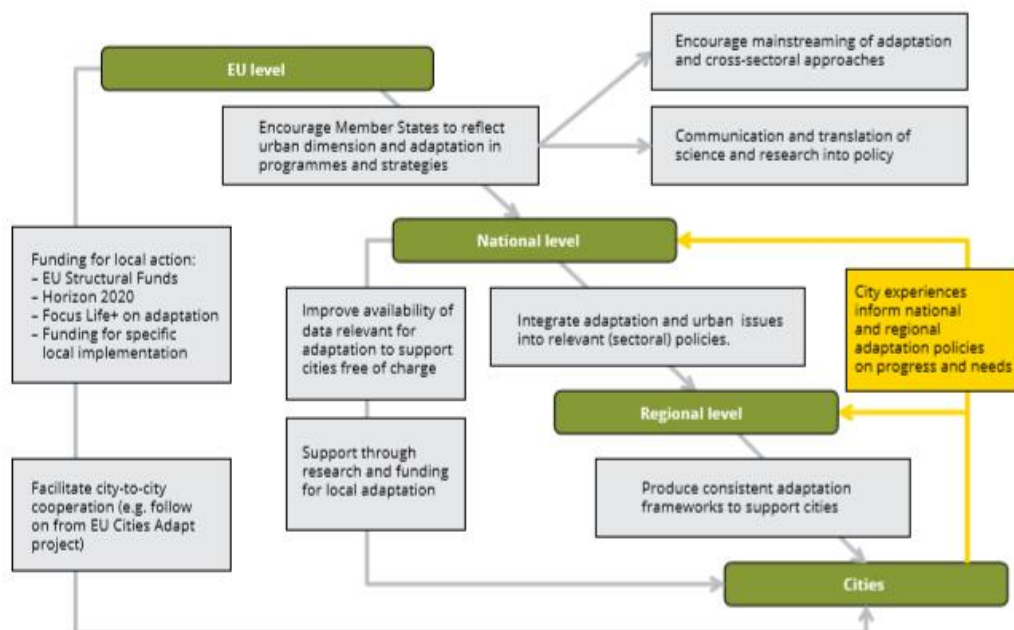 EU level
Encourage mainstreaming of adaptation
and cross-sectoral approaches
Encourage Member States to reflect
urban dimension and adaptation in
programmes and strategies
Communication and translation of
science and research into policy
National level
Funding for local action:
– EU Structural Funds
– Horizon 2020
– Focus Life+ on adaptation
– Funding for specific
local implementation
Improve availability of
data relevant for
adaptation to support
cities free of charge
Integrate adaptation and urban issues
into relevant (sectoral) policies.
City experiences
inform national
and regional
adaptation policies
on progress and needs
Regional level
Support through
research and funding
for local adaptation
Facilitate city-to-city
cooperation (e.g. follow
on from EU Cities Adapt
project)
Produce consistent adaptation
frameworks to support cities
Cities